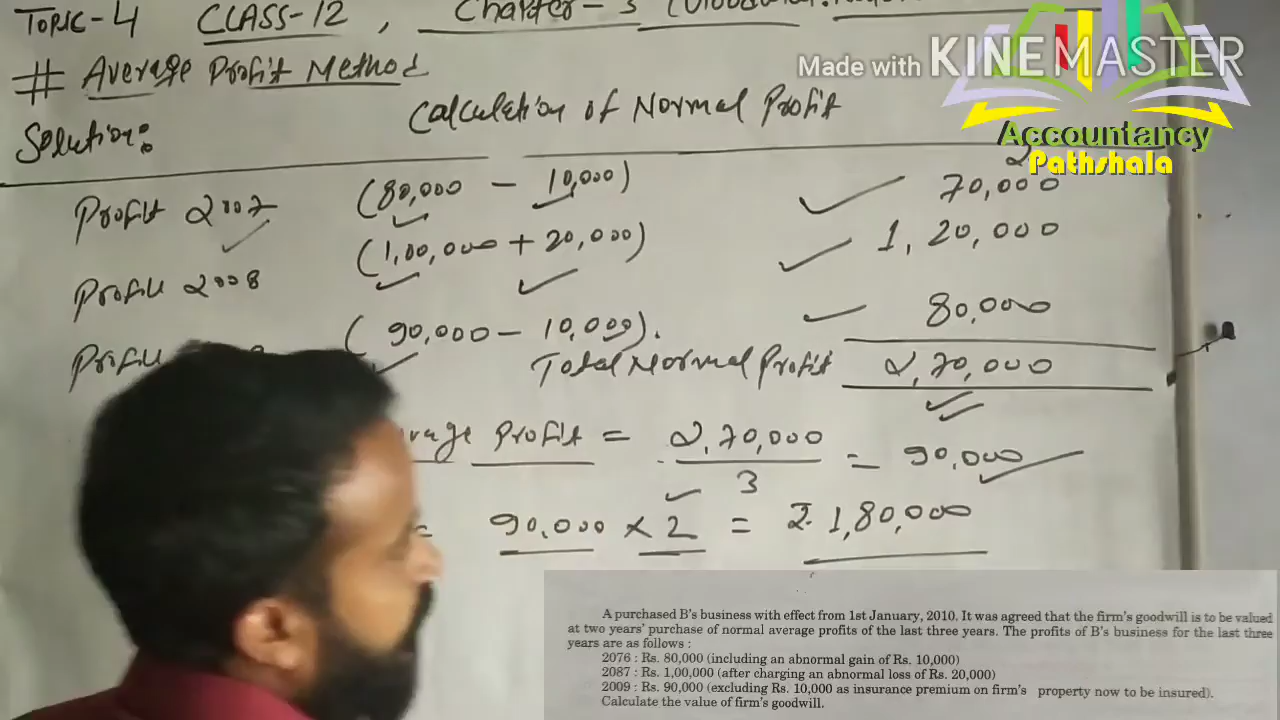 TOPIC-4 CLASS-12, Chapter-3
# Average Profit Method
Made with KINEMASTER
Solution: Calculation of Normal Profit
Accountancy
Pathshala
Profit 2007 (80,000 - 10,000) 70,000
Profit 2008 (1,00,000 + 20,000) 1,20,000
Profit (90,000 - 10,000). 80,000
Total Normal Profit 2,70,000
Profit = 2,70,000 / 3 = 90,000
= 90,000 × 2 = ₹ 1,80,000
A purchased B's business with effect from 1st January, 2010. It was agreed that the firm's goodwill is to be valued
at two years' purchase of normal average profits of the last three years. The profits of B's business for the last three
years are as follows :
2076 : Rs. 80,000 (including an abnormal gain of Rs. 10,000)
2087 : Rs. 1,00,000 (after charging an abnormal loss of Rs. 20,000)
2009 : Rs. 90,000 (excluding Rs. 10,000 as insurance premium on firm's property now to be insured).
Calculate the value of firm's goodwill.